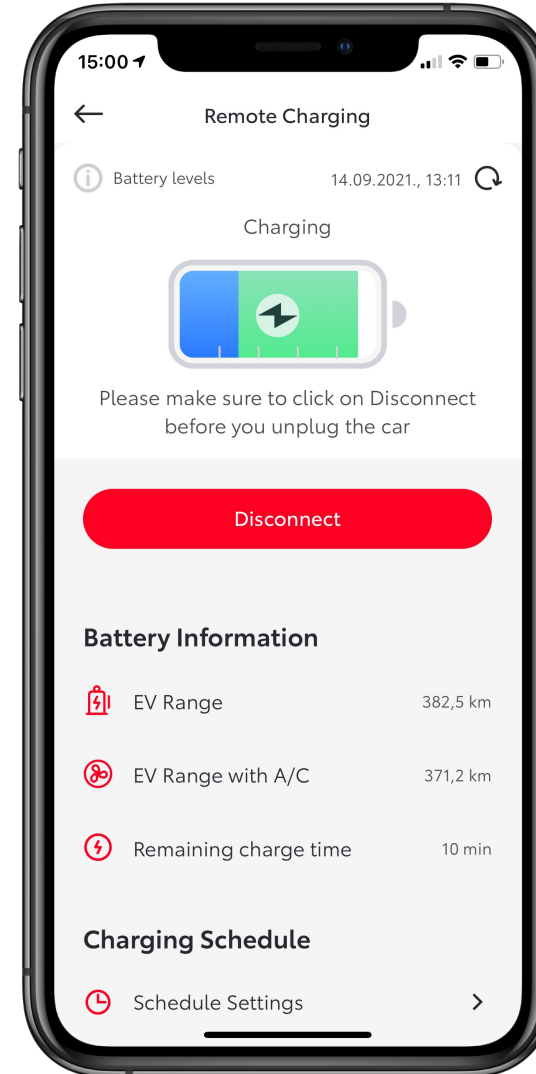 15:00
Remote Charging
Battery levels
14.09.2021., 13:11
Charging
Please make sure to click on Disconnect
before you unplug the car
Disconnect
Battery Information
EV Range
382,5 km
EV Range with A/C
371,2 km
Remaining charge time
10 min
Charging Schedule
Schedule Settings